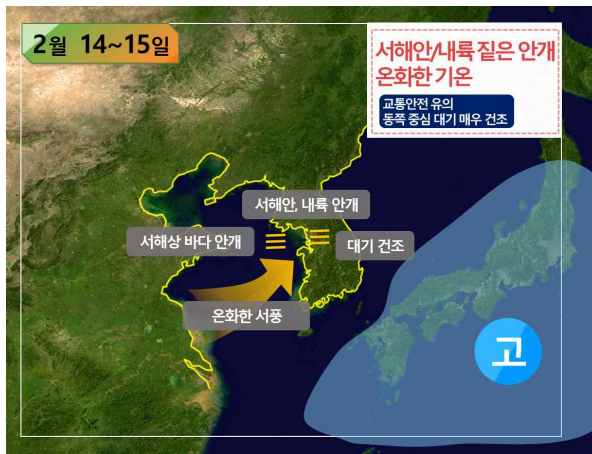 2월 14~15일
서해안/내륙 짙은 안개
온화한 기온
교통안전 유의
동쪽 중심 대기 매우 건조
서해안, 내륙 안개
서해상 바다 안개
대기 건조
온화한 서풍
고